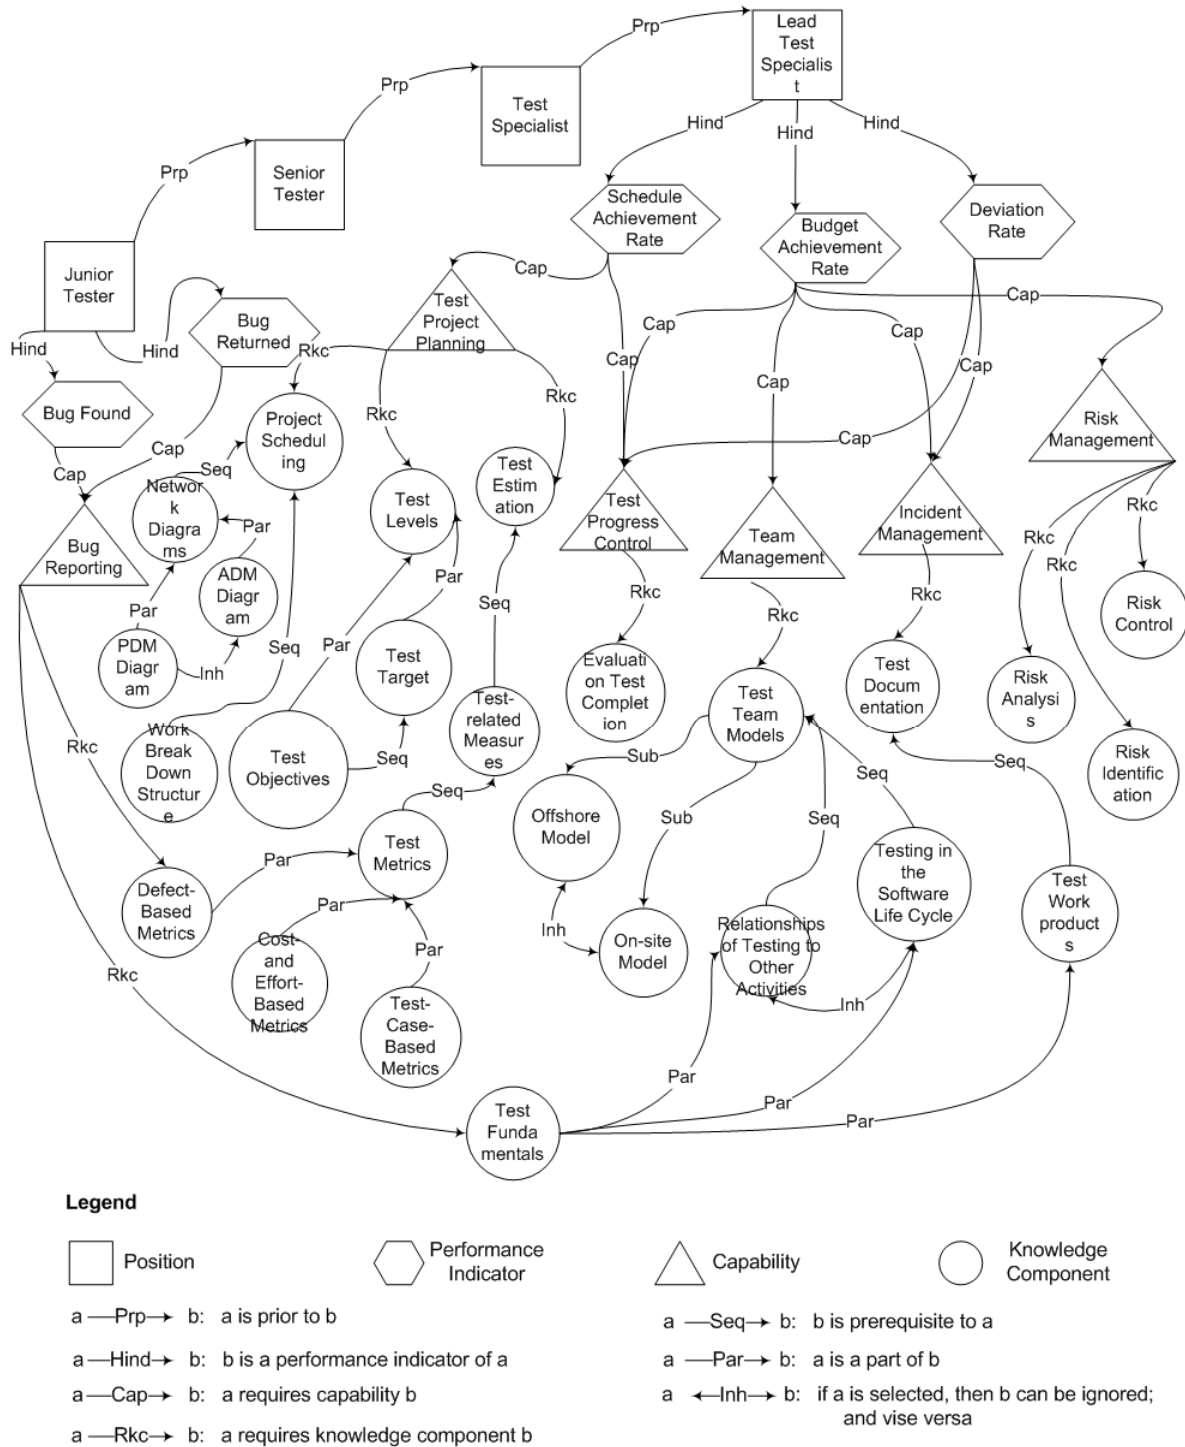 Lead
Test
Specialis
t
Prp
Test
Specialist
Prp
Hind
Hind
Hind
Senior
Tester
Prp
Schedule
Achievement
Rate
Deviation
Rate
Budget
Achievement
Rate
Junior
Tester
Cap
Test
Project
Planning
Cap
Bug
Returned
Hind
Hind
Rkc
Cap
Cap
Cap
Cap
Cap
Bug Found
Project
Schedul
ing
Rkc
Rkc
Cap
Cap
Risk
Management
Cap
Cap
Seq
Test
Estim
ation
Networ
k
Diagra
ms
Test
Levels
Test
Progress
Control
Incident
Management
Rkc
Par
Team
Management
Rkc
Bug
Reporting
ADM
Diagr
am
Par
Rkc
Par
Seq
Rkc
Rkc
Rkc
Risk
Control
PDM
Diagr
am
Inh
Seq
Par
Test
Target
Evaluati
on Test
Complet
ion
Test
Docum
entation
Risk
Analysi
s
Test
Team
Models
Test-
related
Measur
es
Rkc
Work
Break
Down
Structur
e
Test
Objectives
Seq
Sub
Seq
Seq
Risk
Identific
ation
Seq
Offshore
Model
Sub
Seq
Test
Metrics
Testing in
the
Software
Life Cycle
Par
Defect-
Based
Metrics
Test
Work
product
s
Par
Inh
On-site
Model
Relationships
of Testing to
Other
Activities
Cost-
and
Effort-
Based
Metrics
Par
Rkc
Test-
Case-
Based
Metrics
Inh
Par
Par
Par
Test
Funda
mentals
Legend
Position
Performance
Indicator
Capability
Knowledge
Component
a Prp b: a is prior to b
a Seq b: b is prerequisite to a
a Hind b: b is a performance indicator of a
a Par b: a is a part of b
a Cap b: a requires capability b
a Inh b: if a is selected, then b can be ignored;
and vise versa
a Rkc b: a requires knowledge component b